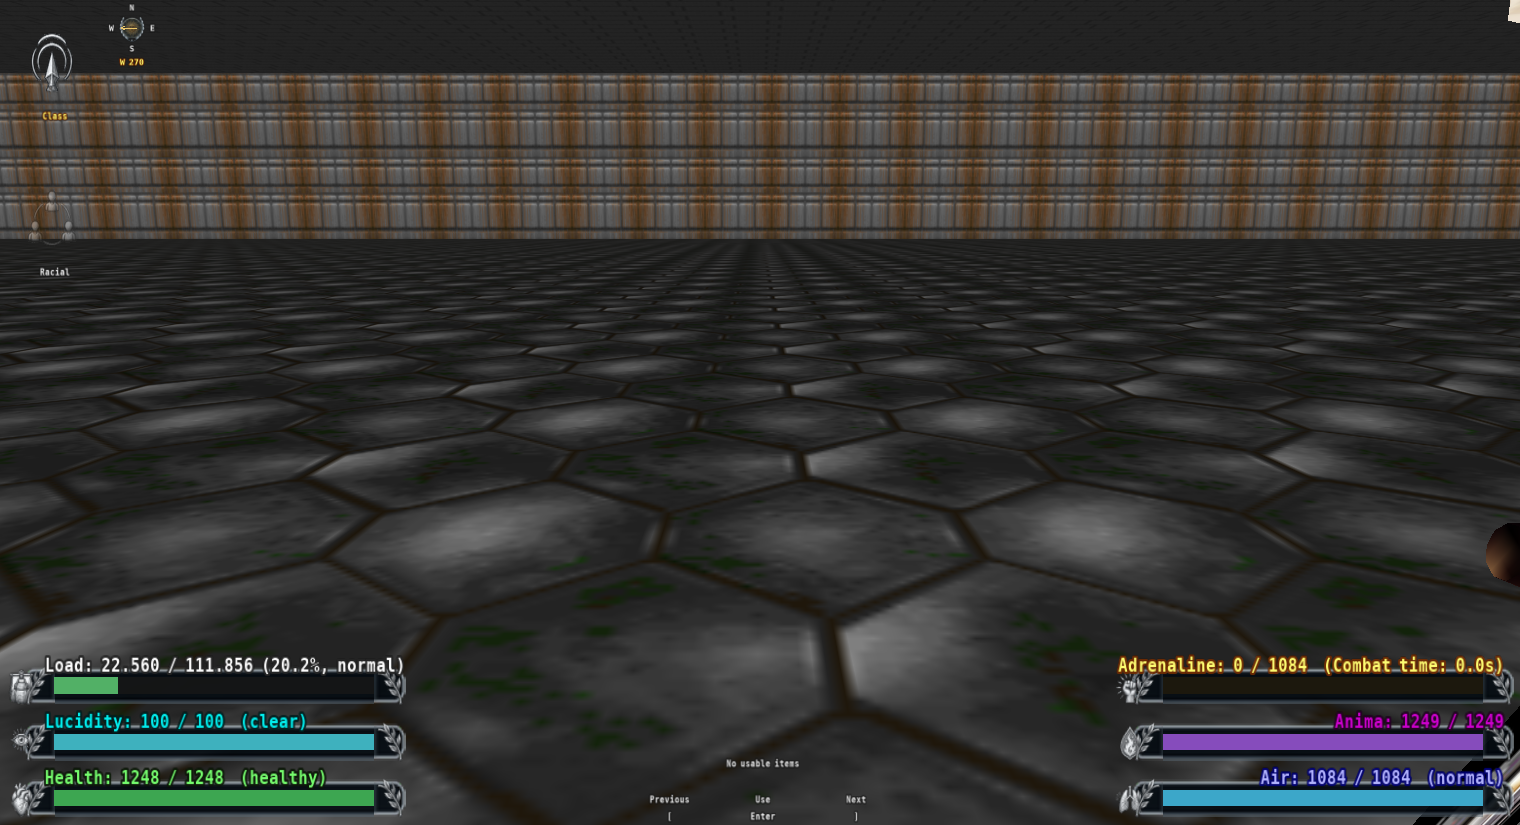 N
W E
S
W 270
Class
Racial
Load: 22.560 / 111.856 (20.2%, normal)
Lucidity: 100 / 100 (clear)
Health: 1248 / 1248 (healthy)
No usable items
Previous Use Next
[ Enter ]
Adrenaline: 0 / 1084 (Combat time: 0.0s)
Anima: 1249 / 1249
Air: 1084 / 1084 (normal)